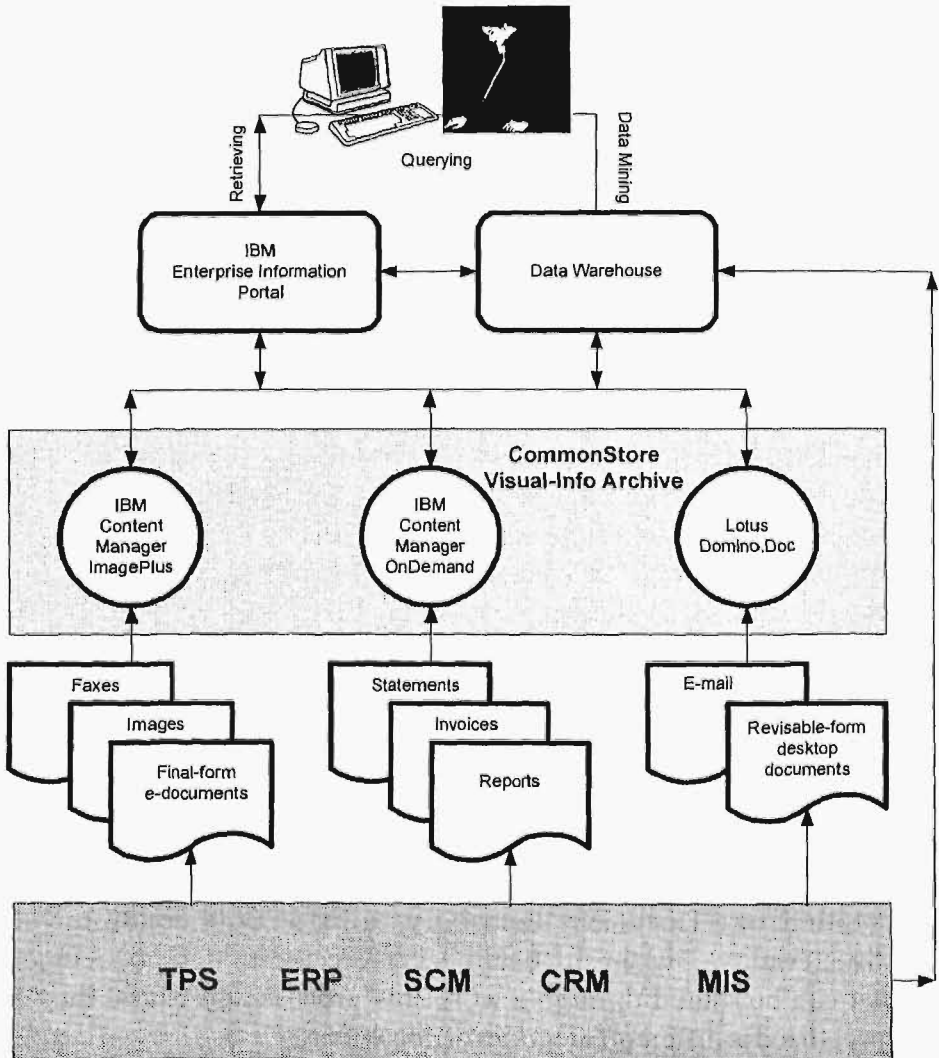 Retrieving
Querying
Data Mining
IBM
Enterprise Information
Portal
Data Warehouse
CommonStore
Visual-Info Archive
IBM
Content
Manager
ImagePlus
IBM
Content
Manager
OnDemand
Lotus
Domino.Doc
Faxes
Images
Final-form
e-documents
Statements
Invoices
Reports
E-mail
Revisable-form
desktop
documents
TPS ERP SCM CRM MIS